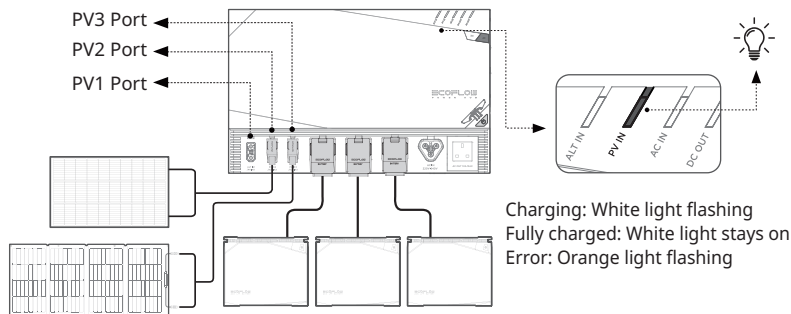 PV3 Port
PV2 Port
PV1 Port
ECOFLOW
ALT IN
PV IN
AC IN
DC OUT
Charging: White light flashing
Fully charged: White light stays on
Error: Orange light flashing